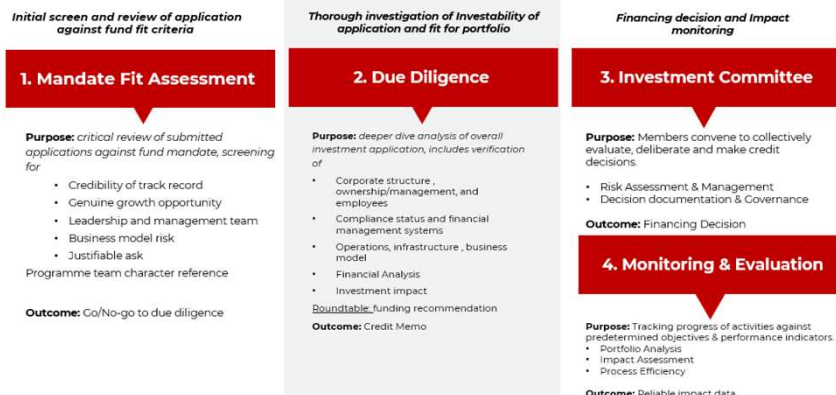 Initial screen and review of application
against fund fit criteria
1. Mandate Fit Assessment
Purpose: critical review of submitted
applications against fund mandate, screening
for
• Credibility of track record
• Genuine growth opportunity
• Leadership and management team
• Business model risk
• Justifiable ask
Programme team character reference
Outcome: Go/No-go to due diligence
Thorough investigation of Investability of
application and fit for portfolio
2. Due Diligence
Purpose: deeper dive analysis of overall
investment application, includes verification
of
• Corporate structure ,
ownership/management, and
employees
• Compliance status and financial
management systems
• Operations, infrastructure , business
model
• Financial Analysis
• Investment impact
Roundtable: funding recommendation
Outcome: Credit Memo
Financing decision and Impact
monitoring
3. Investment Committee
Purpose: Members convene to collectively
evaluate, deliberate and make credit
decisions.
• Risk Assessment & Management
• Decision documentation & Governance
Outcome: Financing Decision
4. Monitoring & Evaluation
Purpose: Tracking progress of activities against
predetermined objectives & performance indicators.
• Portfolio Analysis
• Impact Assessment
• Process Efficiency
Outcome: Reliable impact data